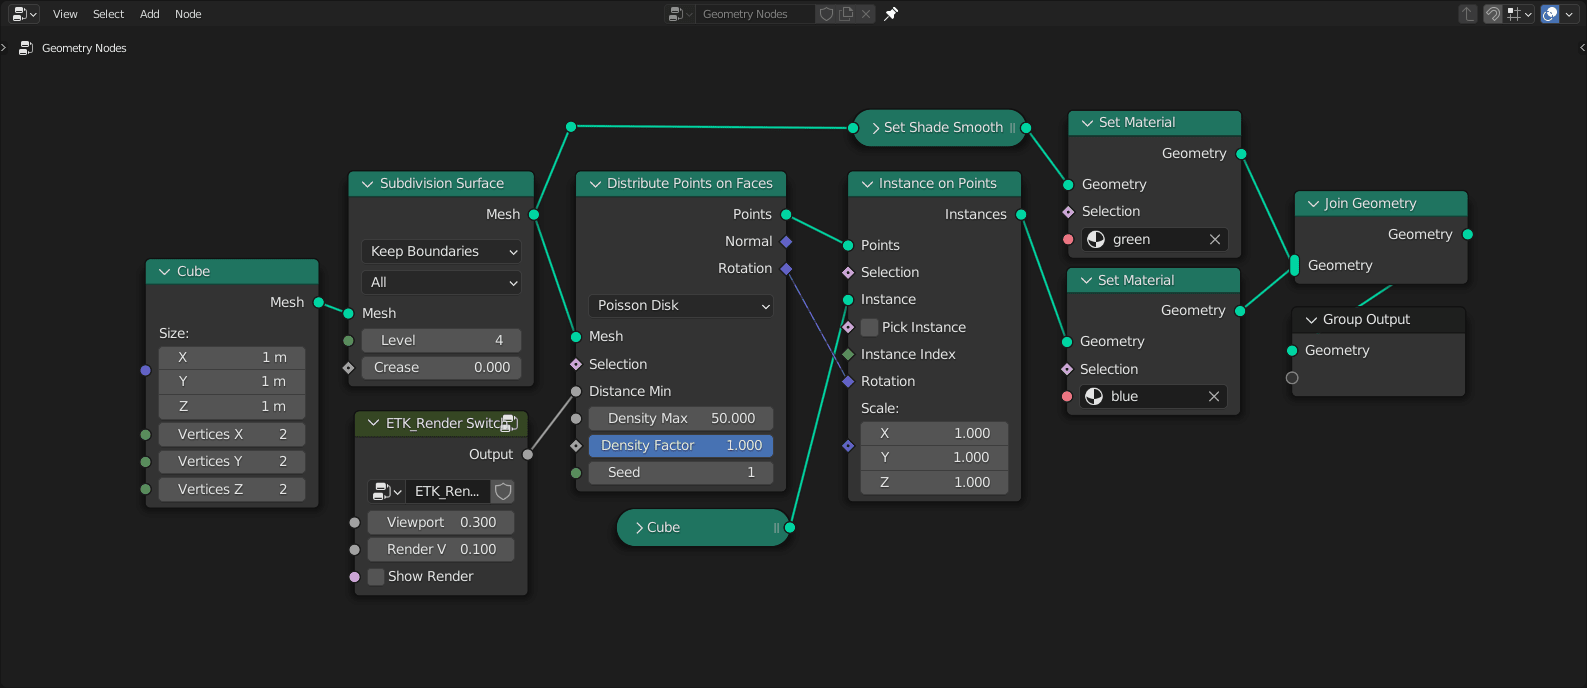 View Select Add Node
Geometry Nodes
Geometry Nodes
Cube
Mesh
Size:
X 1 m
Y 1 m
Z 1 m
Vertices X 2
Vertices Y 2
Vertices Z 2
Subdivision Surface
Mesh
Keep Boundaries
All
Mesh
Level 4
Crease 0.000
ETK_Render Switc
Output
ETK_Ren...
Viewport 0.300
Render V 0.100
Show Render
Distribute Points on Faces
Points
Normal
Rotation
Poisson Disk
Mesh
Selection
Distance Min
Density Max 50.000
Density Factor 1.000
Seed 1
Cube
Set Shade Smooth
Instance on Points
Instances
Points
Selection
Instance
Pick Instance
Instance Index
Rotation
Scale:
X 1.000
Y 1.000
Z 1.000
Set Material
Geometry
Geometry
Selection
green
Set Material
Geometry
Geometry
Selection
blue
Join Geometry
Geometry
Geometry
Group Output
Geometry